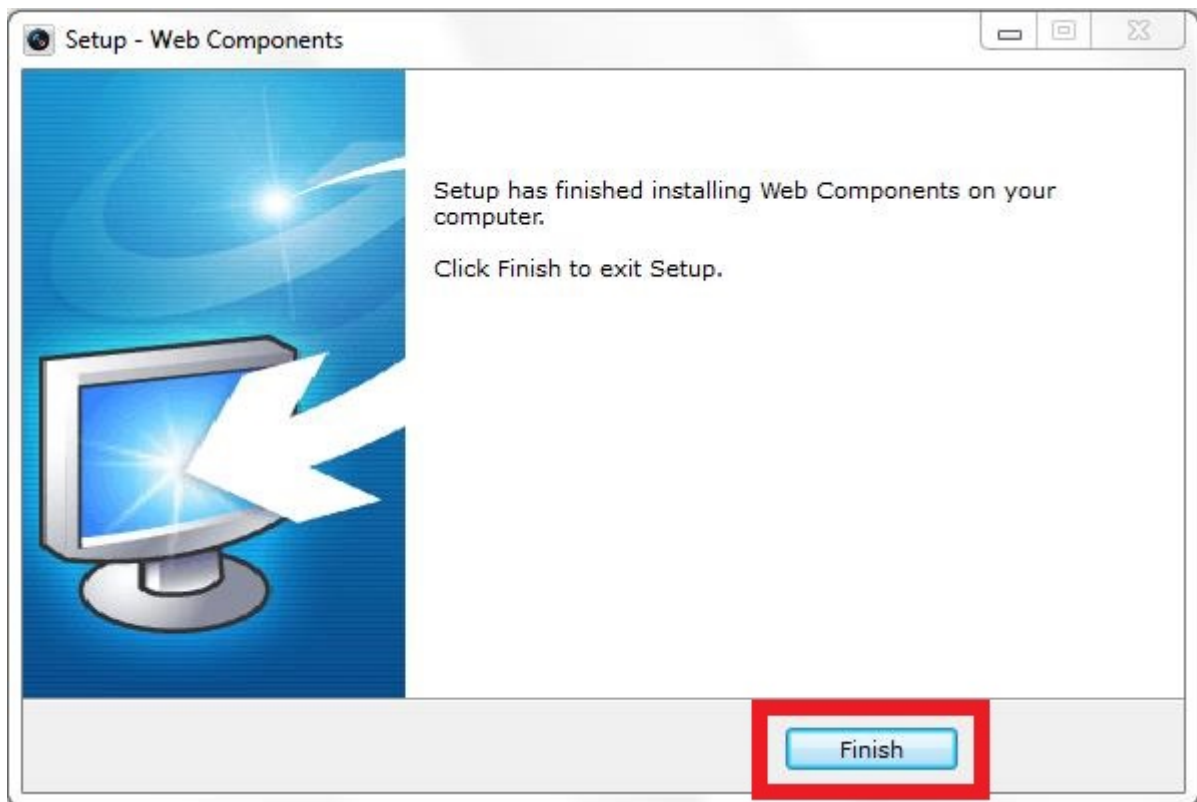 Setup - Web Components
Setup has finished installing Web Components on your
computer.
Click Finish to exit Setup.
Finish